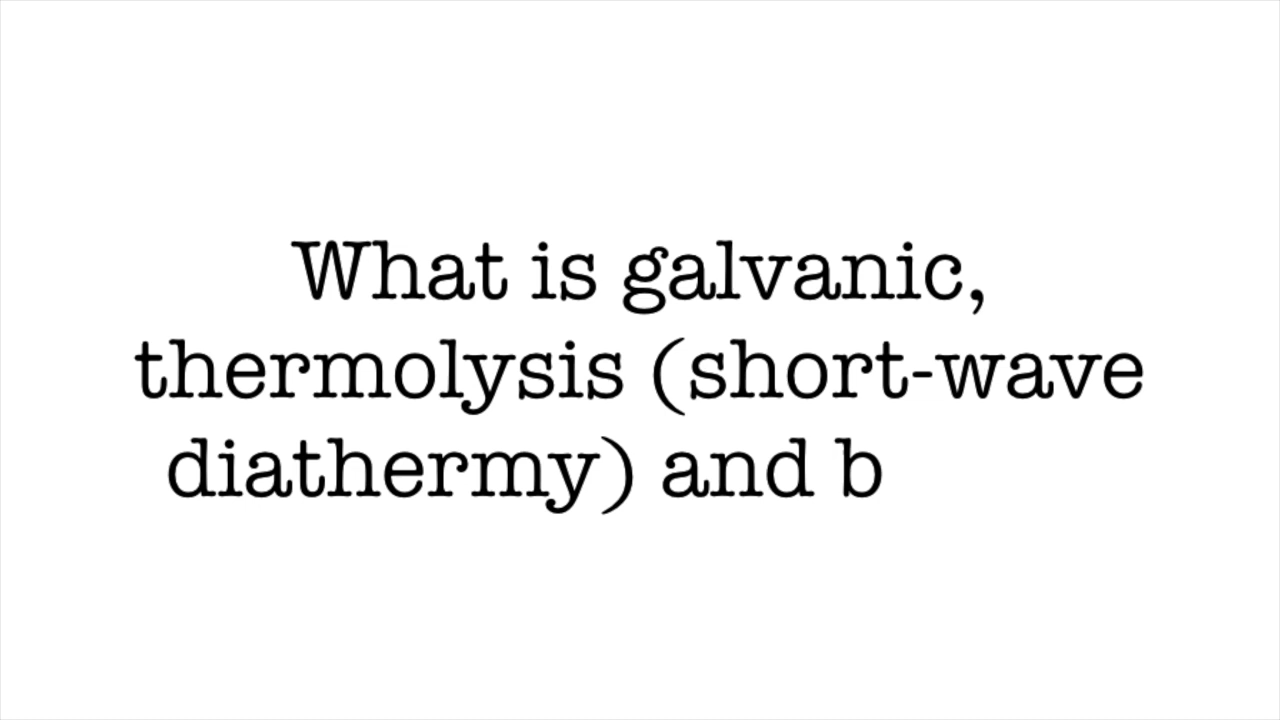 What is galvanic,
thermolysis (short-wave
diathermy) and b